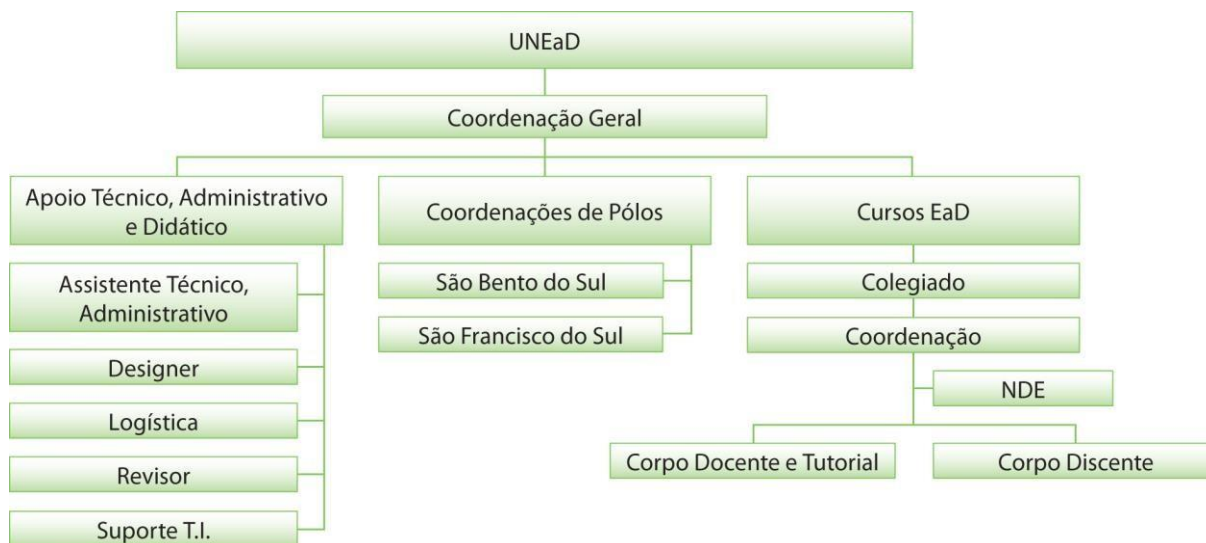 UNEaD
Coordenação Geral
Apoio Técnico, Administrativo
e Didático
Assistente Técnico,
Administrativo
Designer
Logística
Revisor
Suporte T.I.
Coordenações de Pólos
São Bento do Sul
São Francisco do Sul
Cursos EaD
Colegiado
Coordenação
NDE
Corpo Docente e Tutorial
Corpo Discente